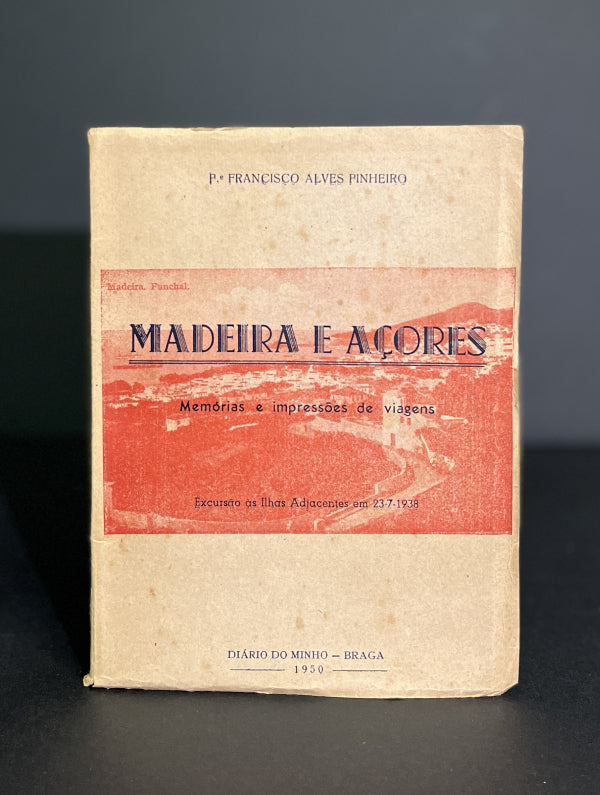 P.e FRANCISCO ALVES PINHEIRO
Madeira. Funchal.
MADEIRA E AÇORES
Memórias e impressões de viagens
Excursão às Ilhas Adjacentes em 23-7-1938
DIÁRIO DO MINHO — BRAGA
1950